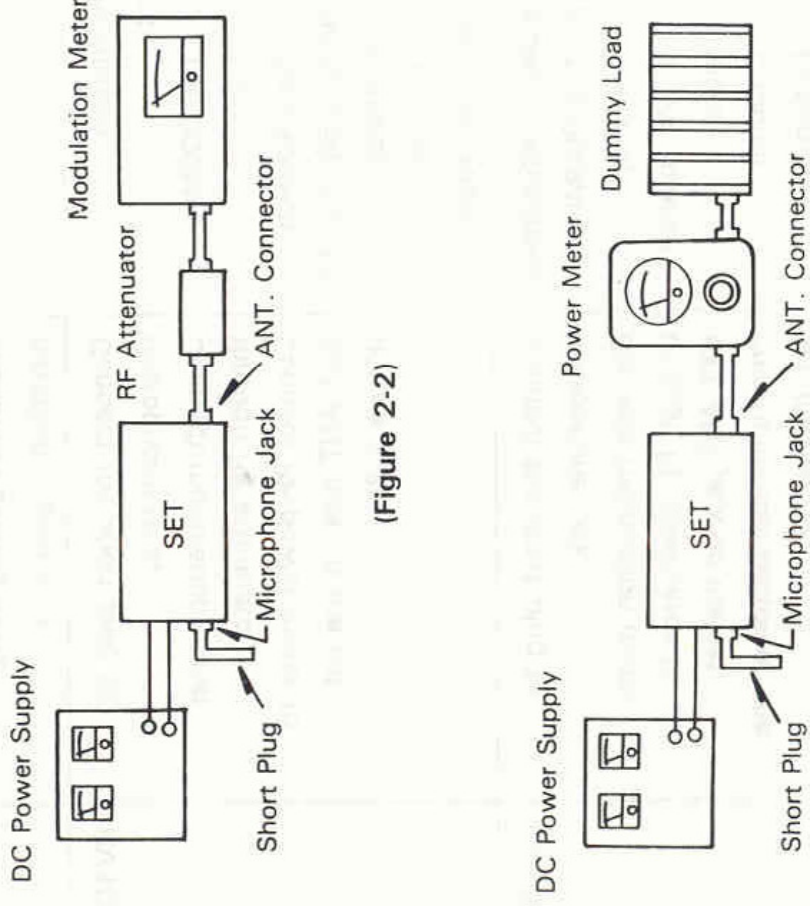 DC Power Supply
Modulation Meter
RF Attenuator
SET
ANT. Connector
Microphone Jack
Short Plug
(Figure 2-2)
DC Power Supply
Power Meter
Dummy Load
SET
ANT. Connector
Microphone Jack
Short Plug